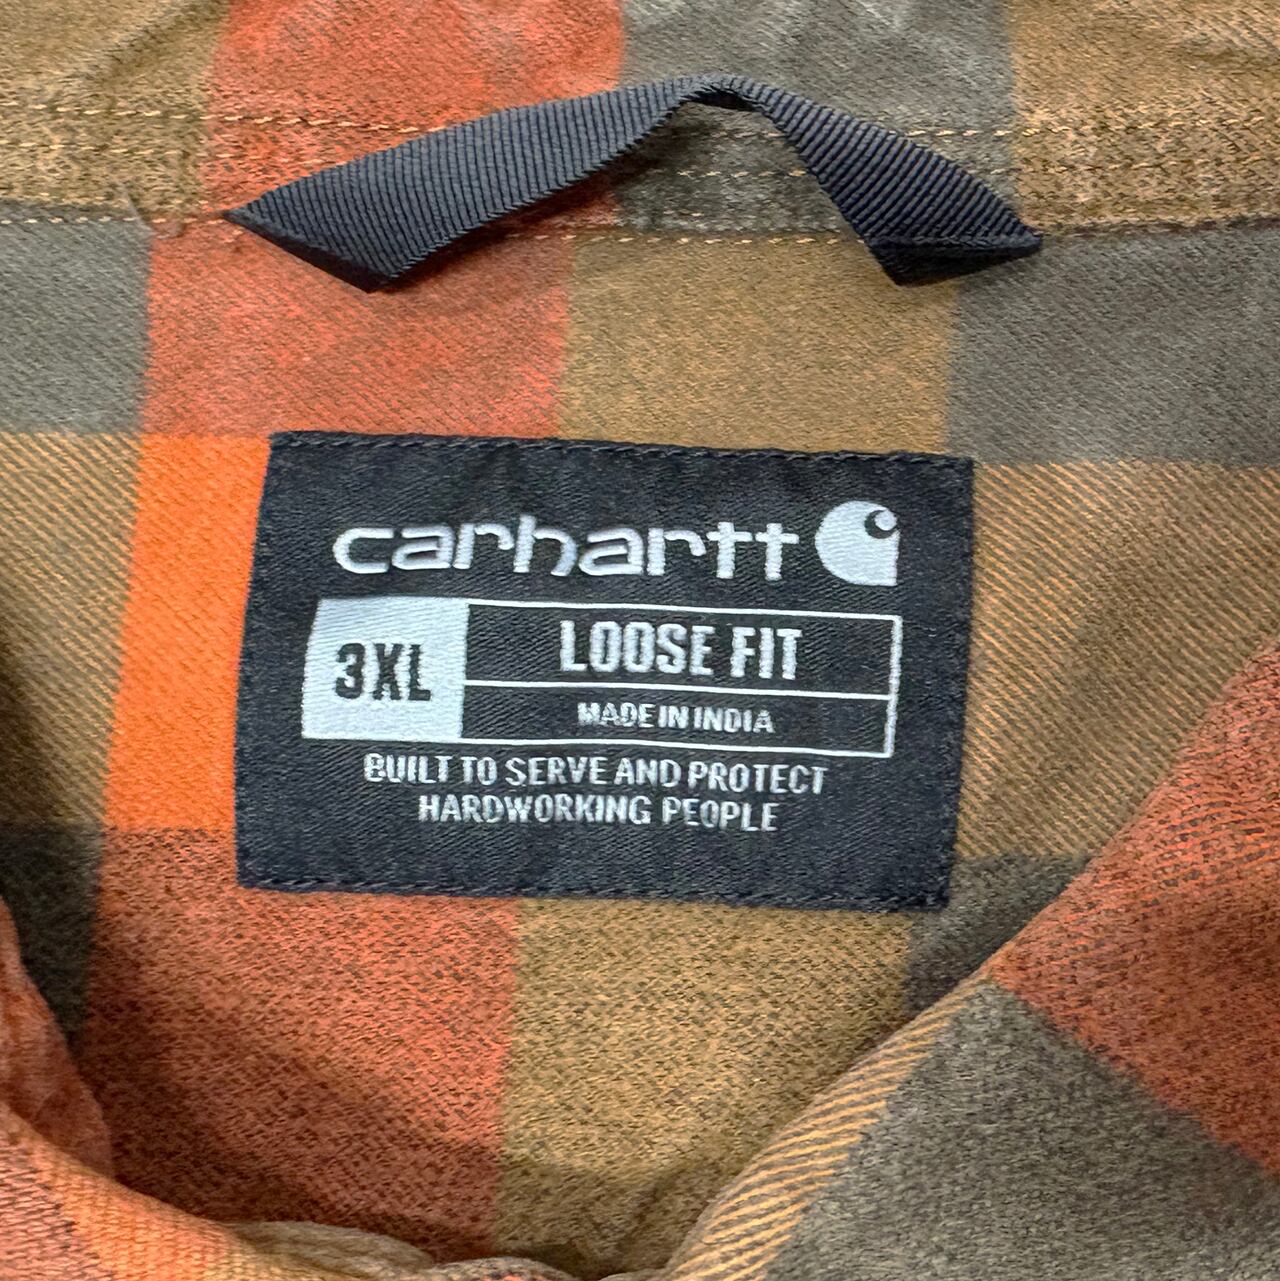 carhartt
3XL
LOOSE FIT
MADE IN INDIA
BUILT TO SERVE AND PROTECT
HARDWORKING PEOPLE